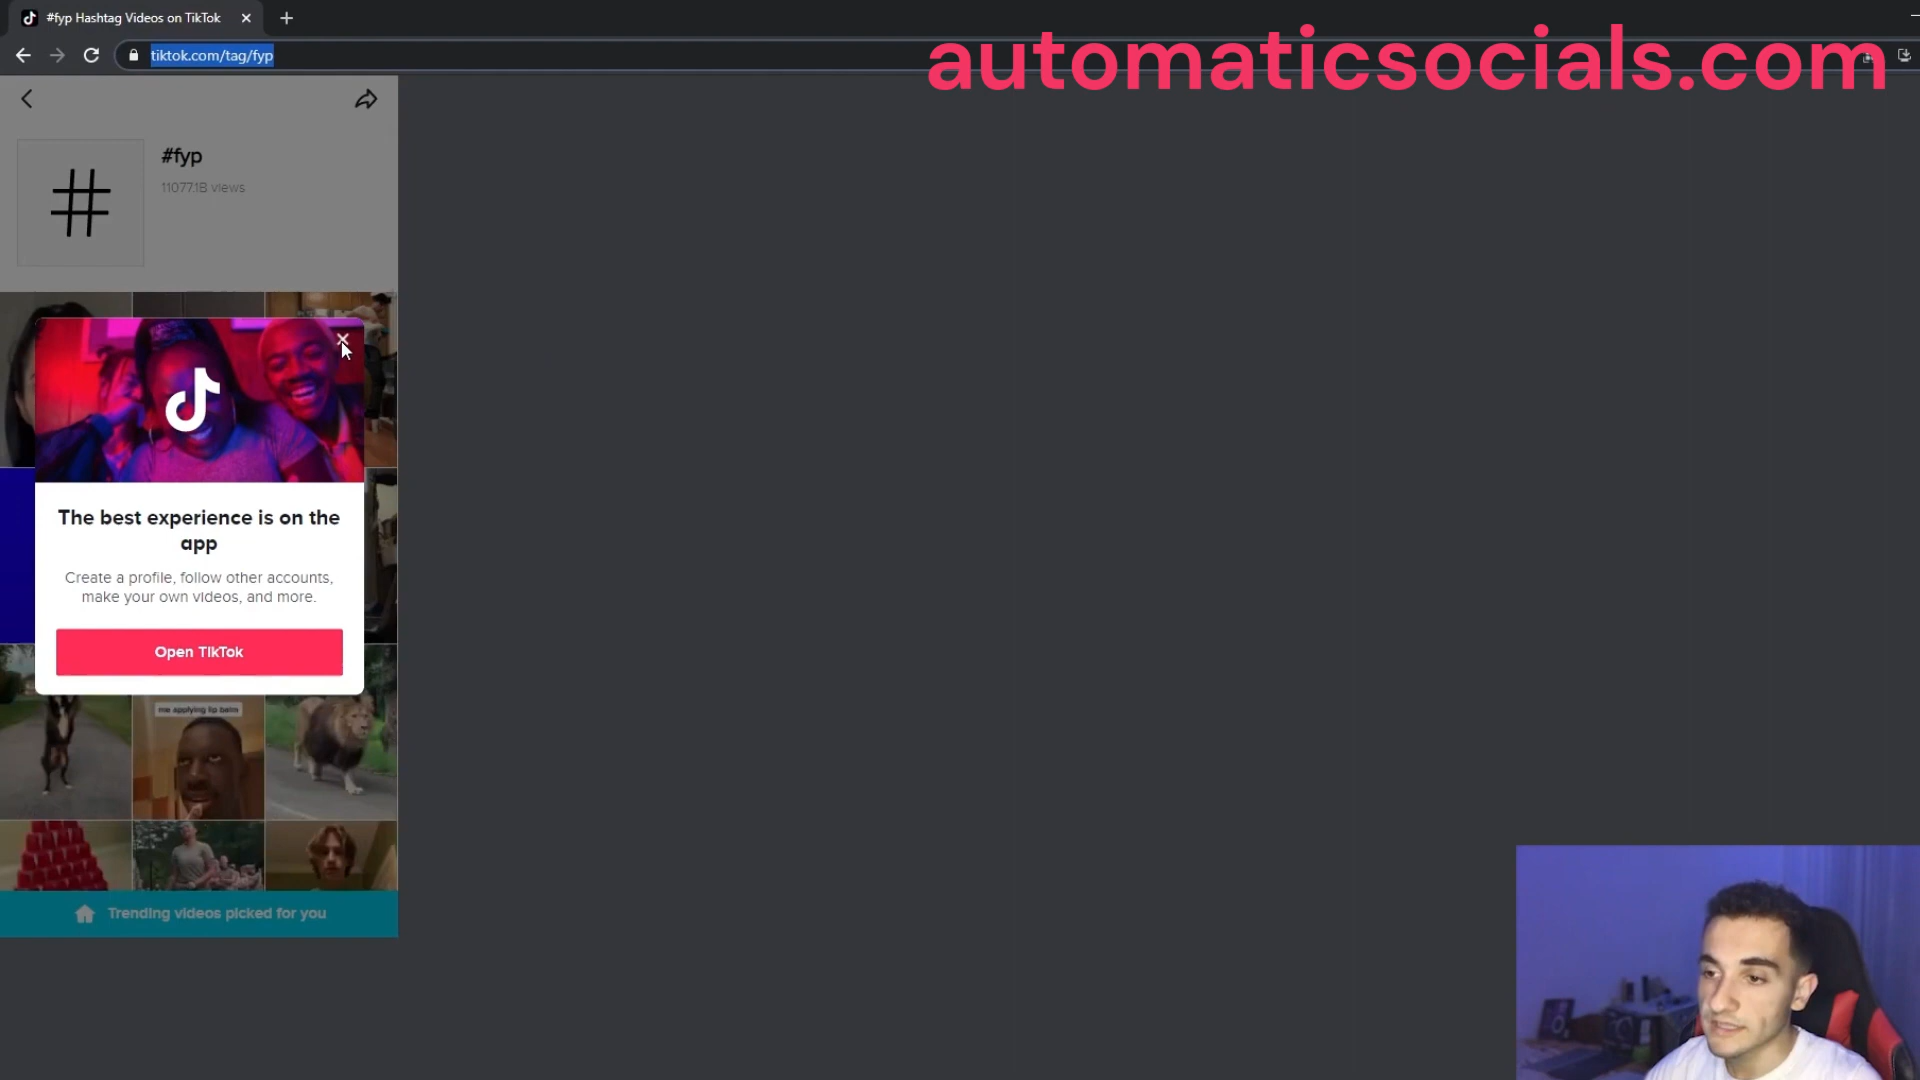 #fyp Hashtag Videos on TikTok
tiktok.com/tag/fyp
automaticsocials.com
#fyp
11077.1B views
The best experience is on the
app
Create a profile, follow other accounts,
make your own videos, and more.
Open TikTok
me applying lip balm
Trending videos picked for you